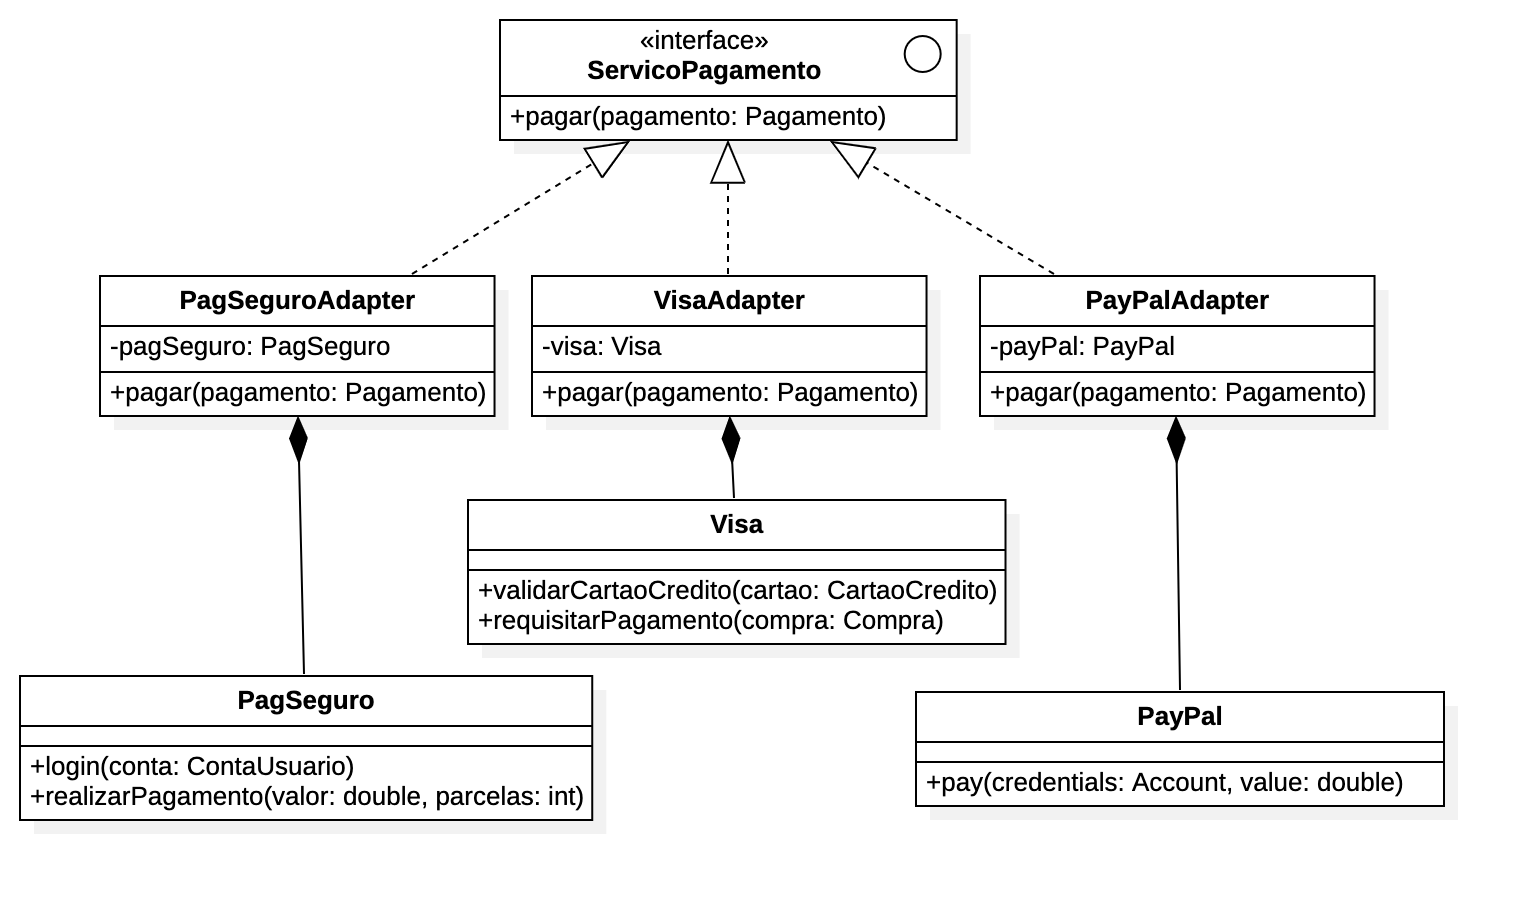 «interface»
ServicoPagamento
+pagar(pagamento: Pagamento)
PagSeguroAdapter
-pagSeguro: PagSeguro
+pagar(pagamento: Pagamento)
VisaAdapter
-visa: Visa
+pagar(pagamento: Pagamento)
PayPalAdapter
-payPal: PayPal
+pagar(pagamento: Pagamento)
Visa
+validarCartaoCredito(cartao: CartaoCredito)
+requisitarPagamento(compra: Compra)
PagSeguro
+login(conta: ContaUsuario)
+realizarPagamento(valor: double, parcelas: int)
PayPal
+pay(credentials: Account, value: double)